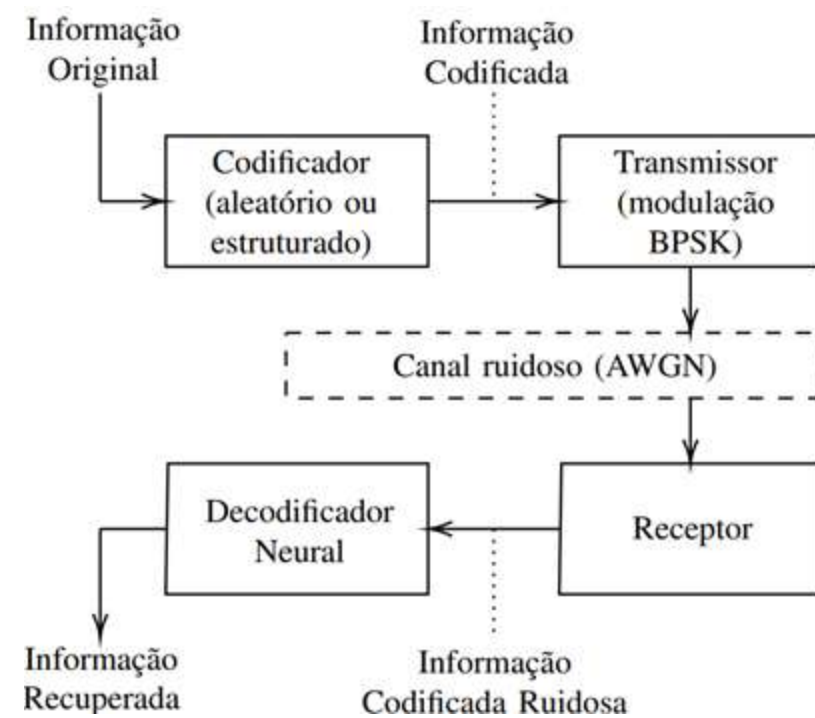 Informação
Original
Informação
Codificada
Codificador
(aleatório ou
estruturado)
Transmissor
(modulação
BPSK)
Canal ruidoso (AWGN)
Decodificador
Neural
Receptor
Informação
Recuperada
Informação
Codificada Ruidosa